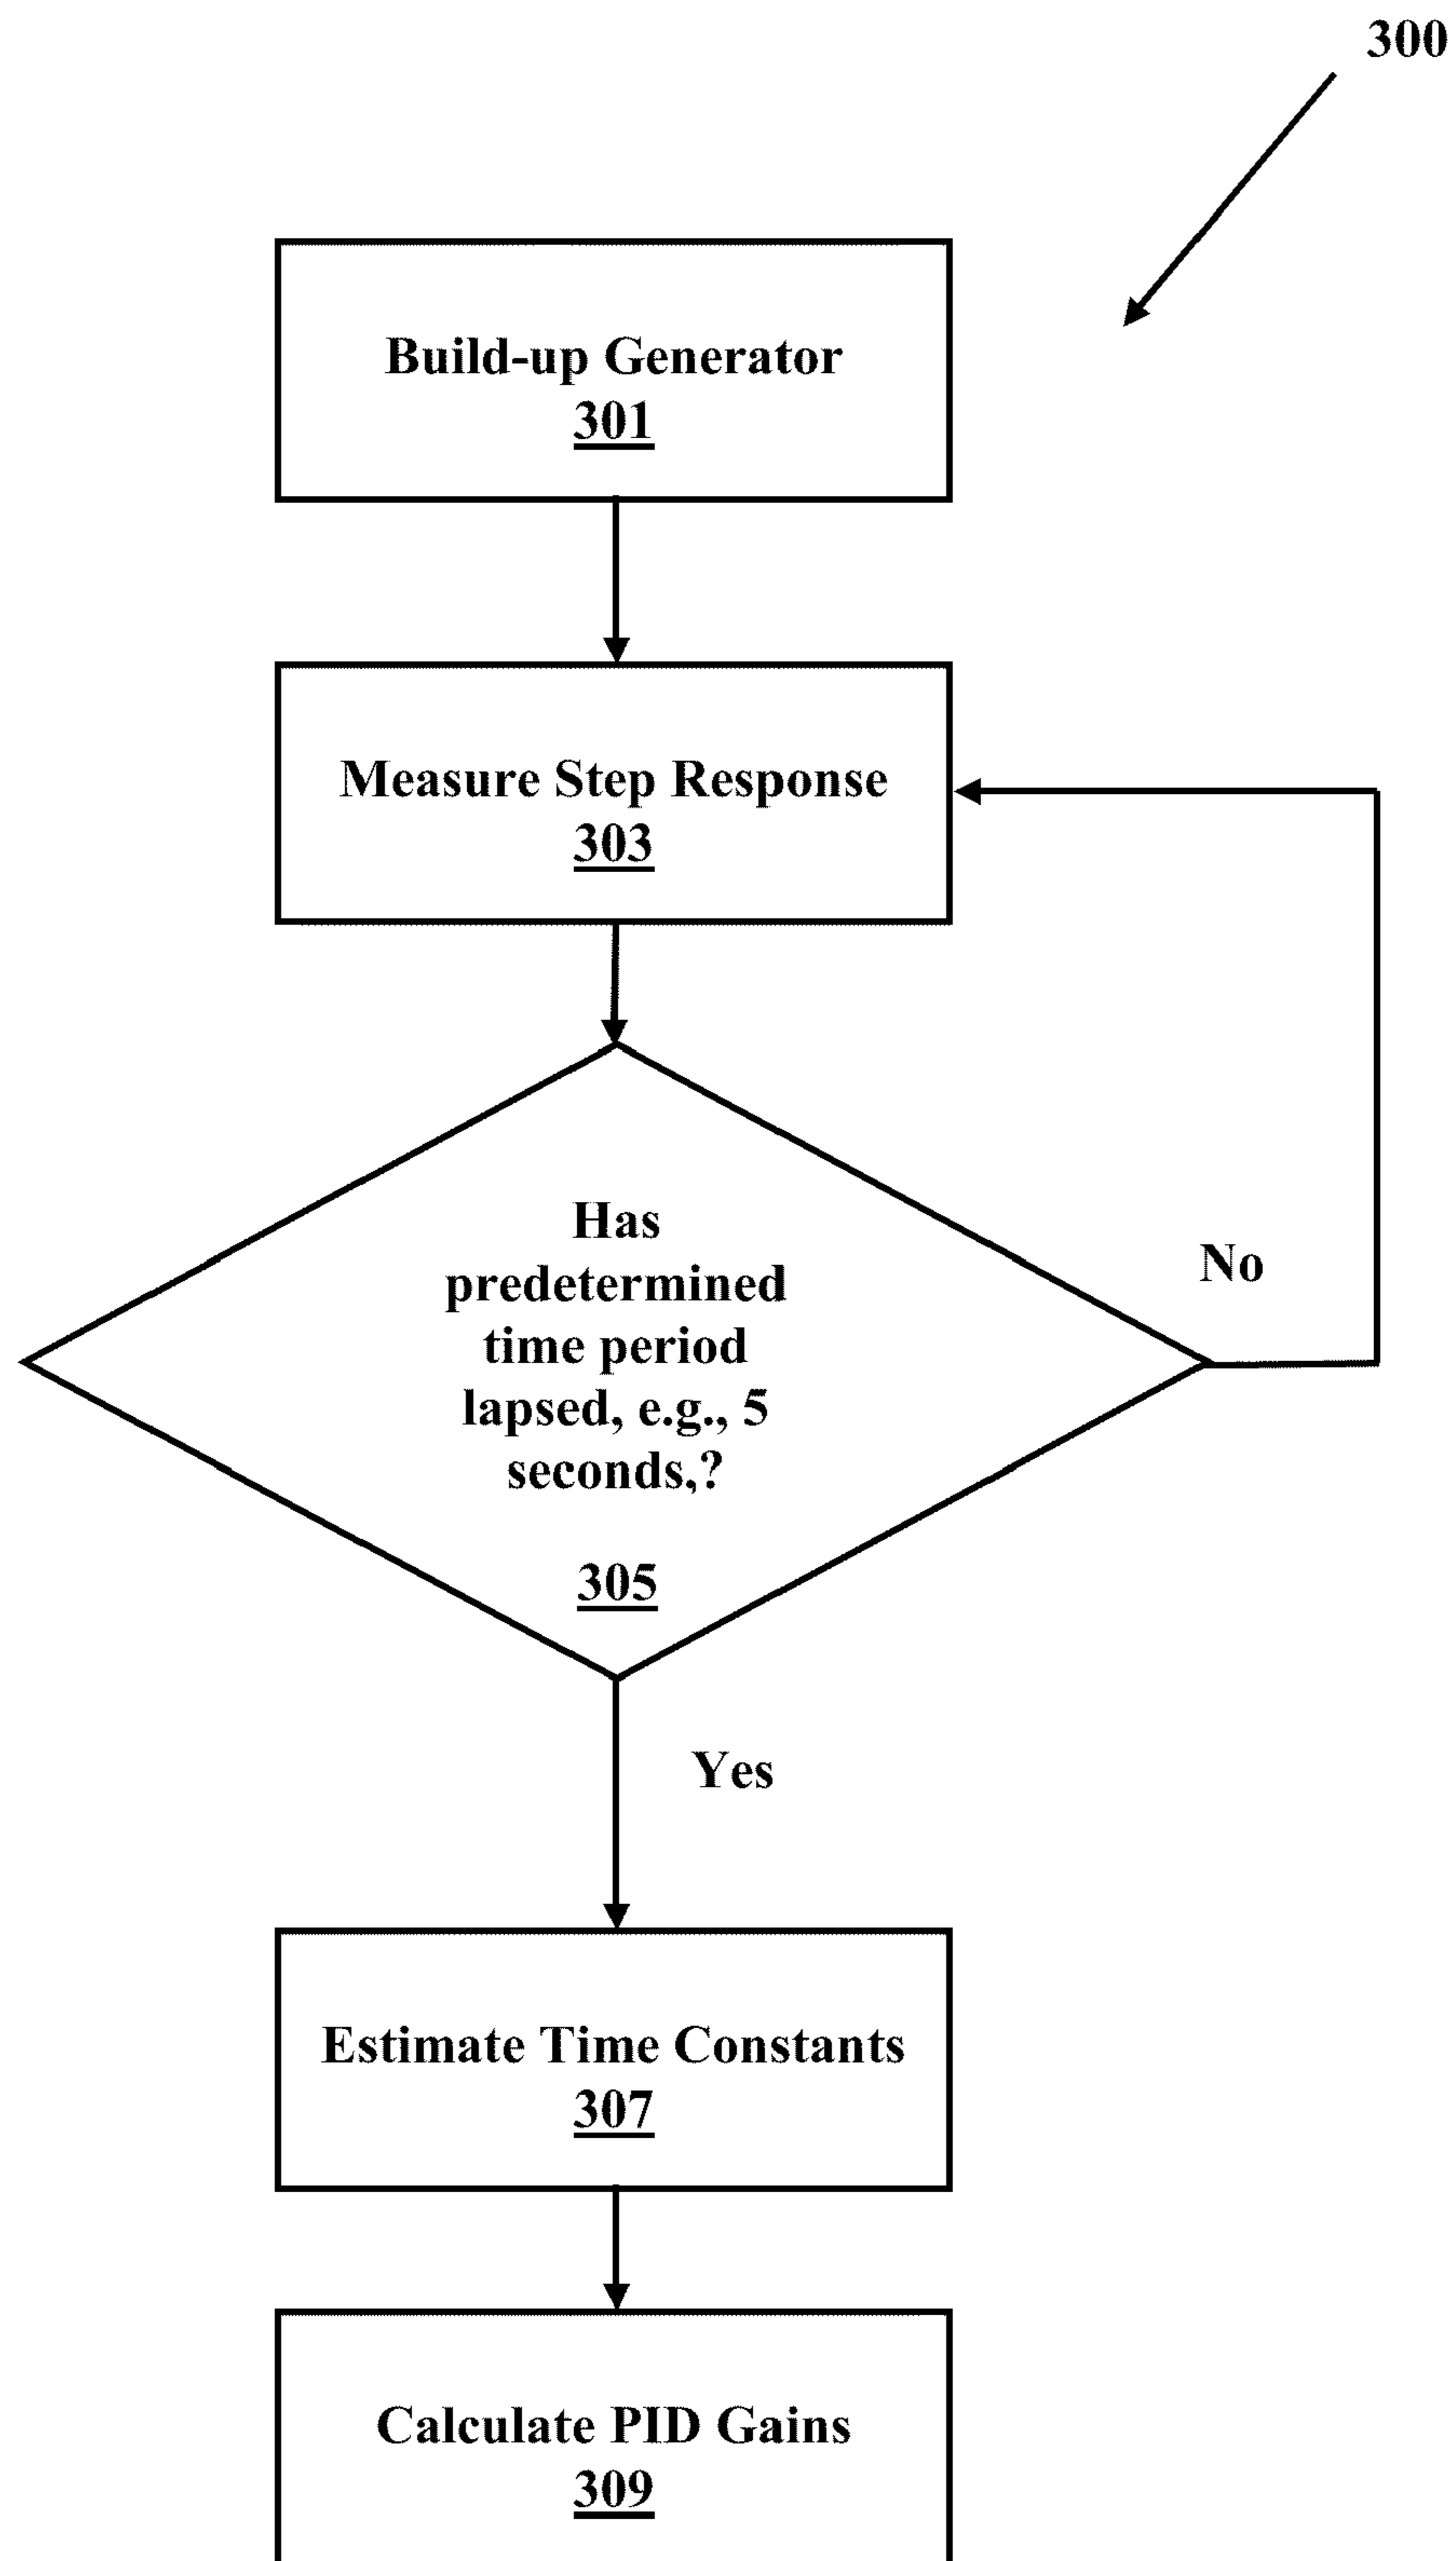 300
Build-up Generator
301
Measure Step Response
303
Has
predetermined
time period
lapsed, e.g., 5
seconds,?
305
No
Yes
Estimate Time Constants
307
Calculate PID Gains
309